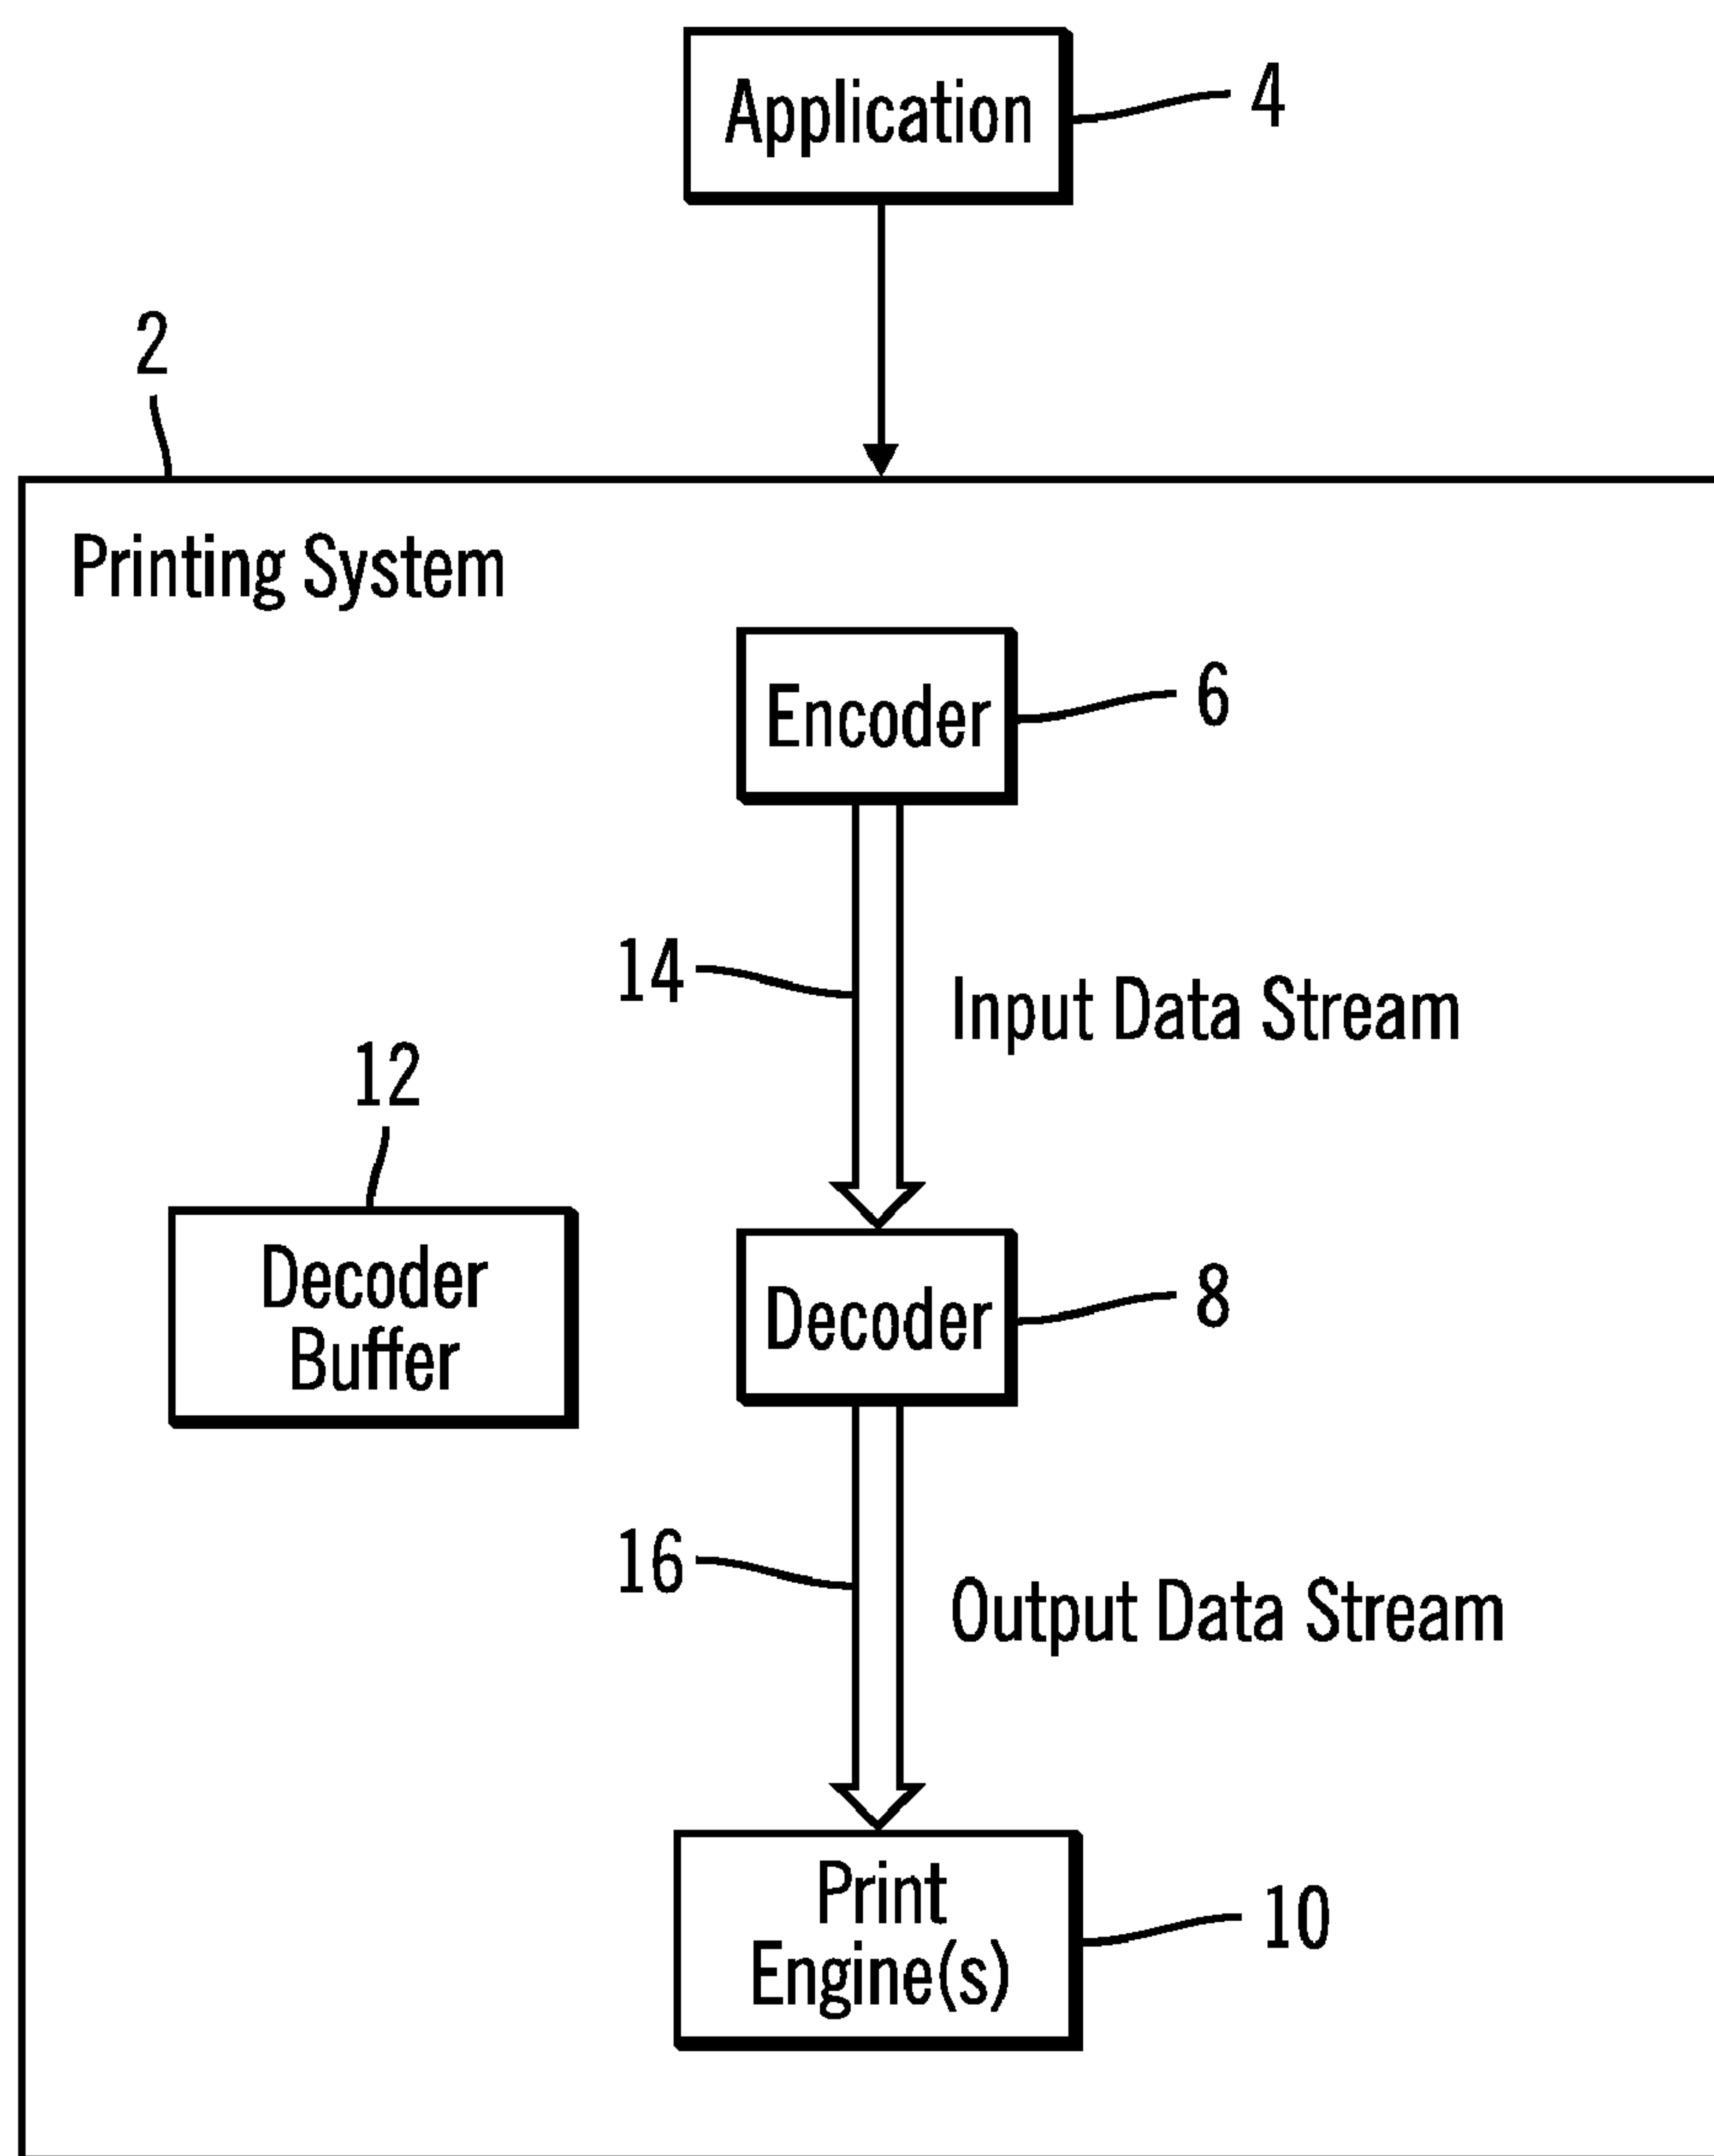 Application
4
2
Printing System
Encoder
6
14
Input Data Stream
12
Decoder
Buffer
Decoder
8
16
Output Data Stream
Print
Engine(s)
10